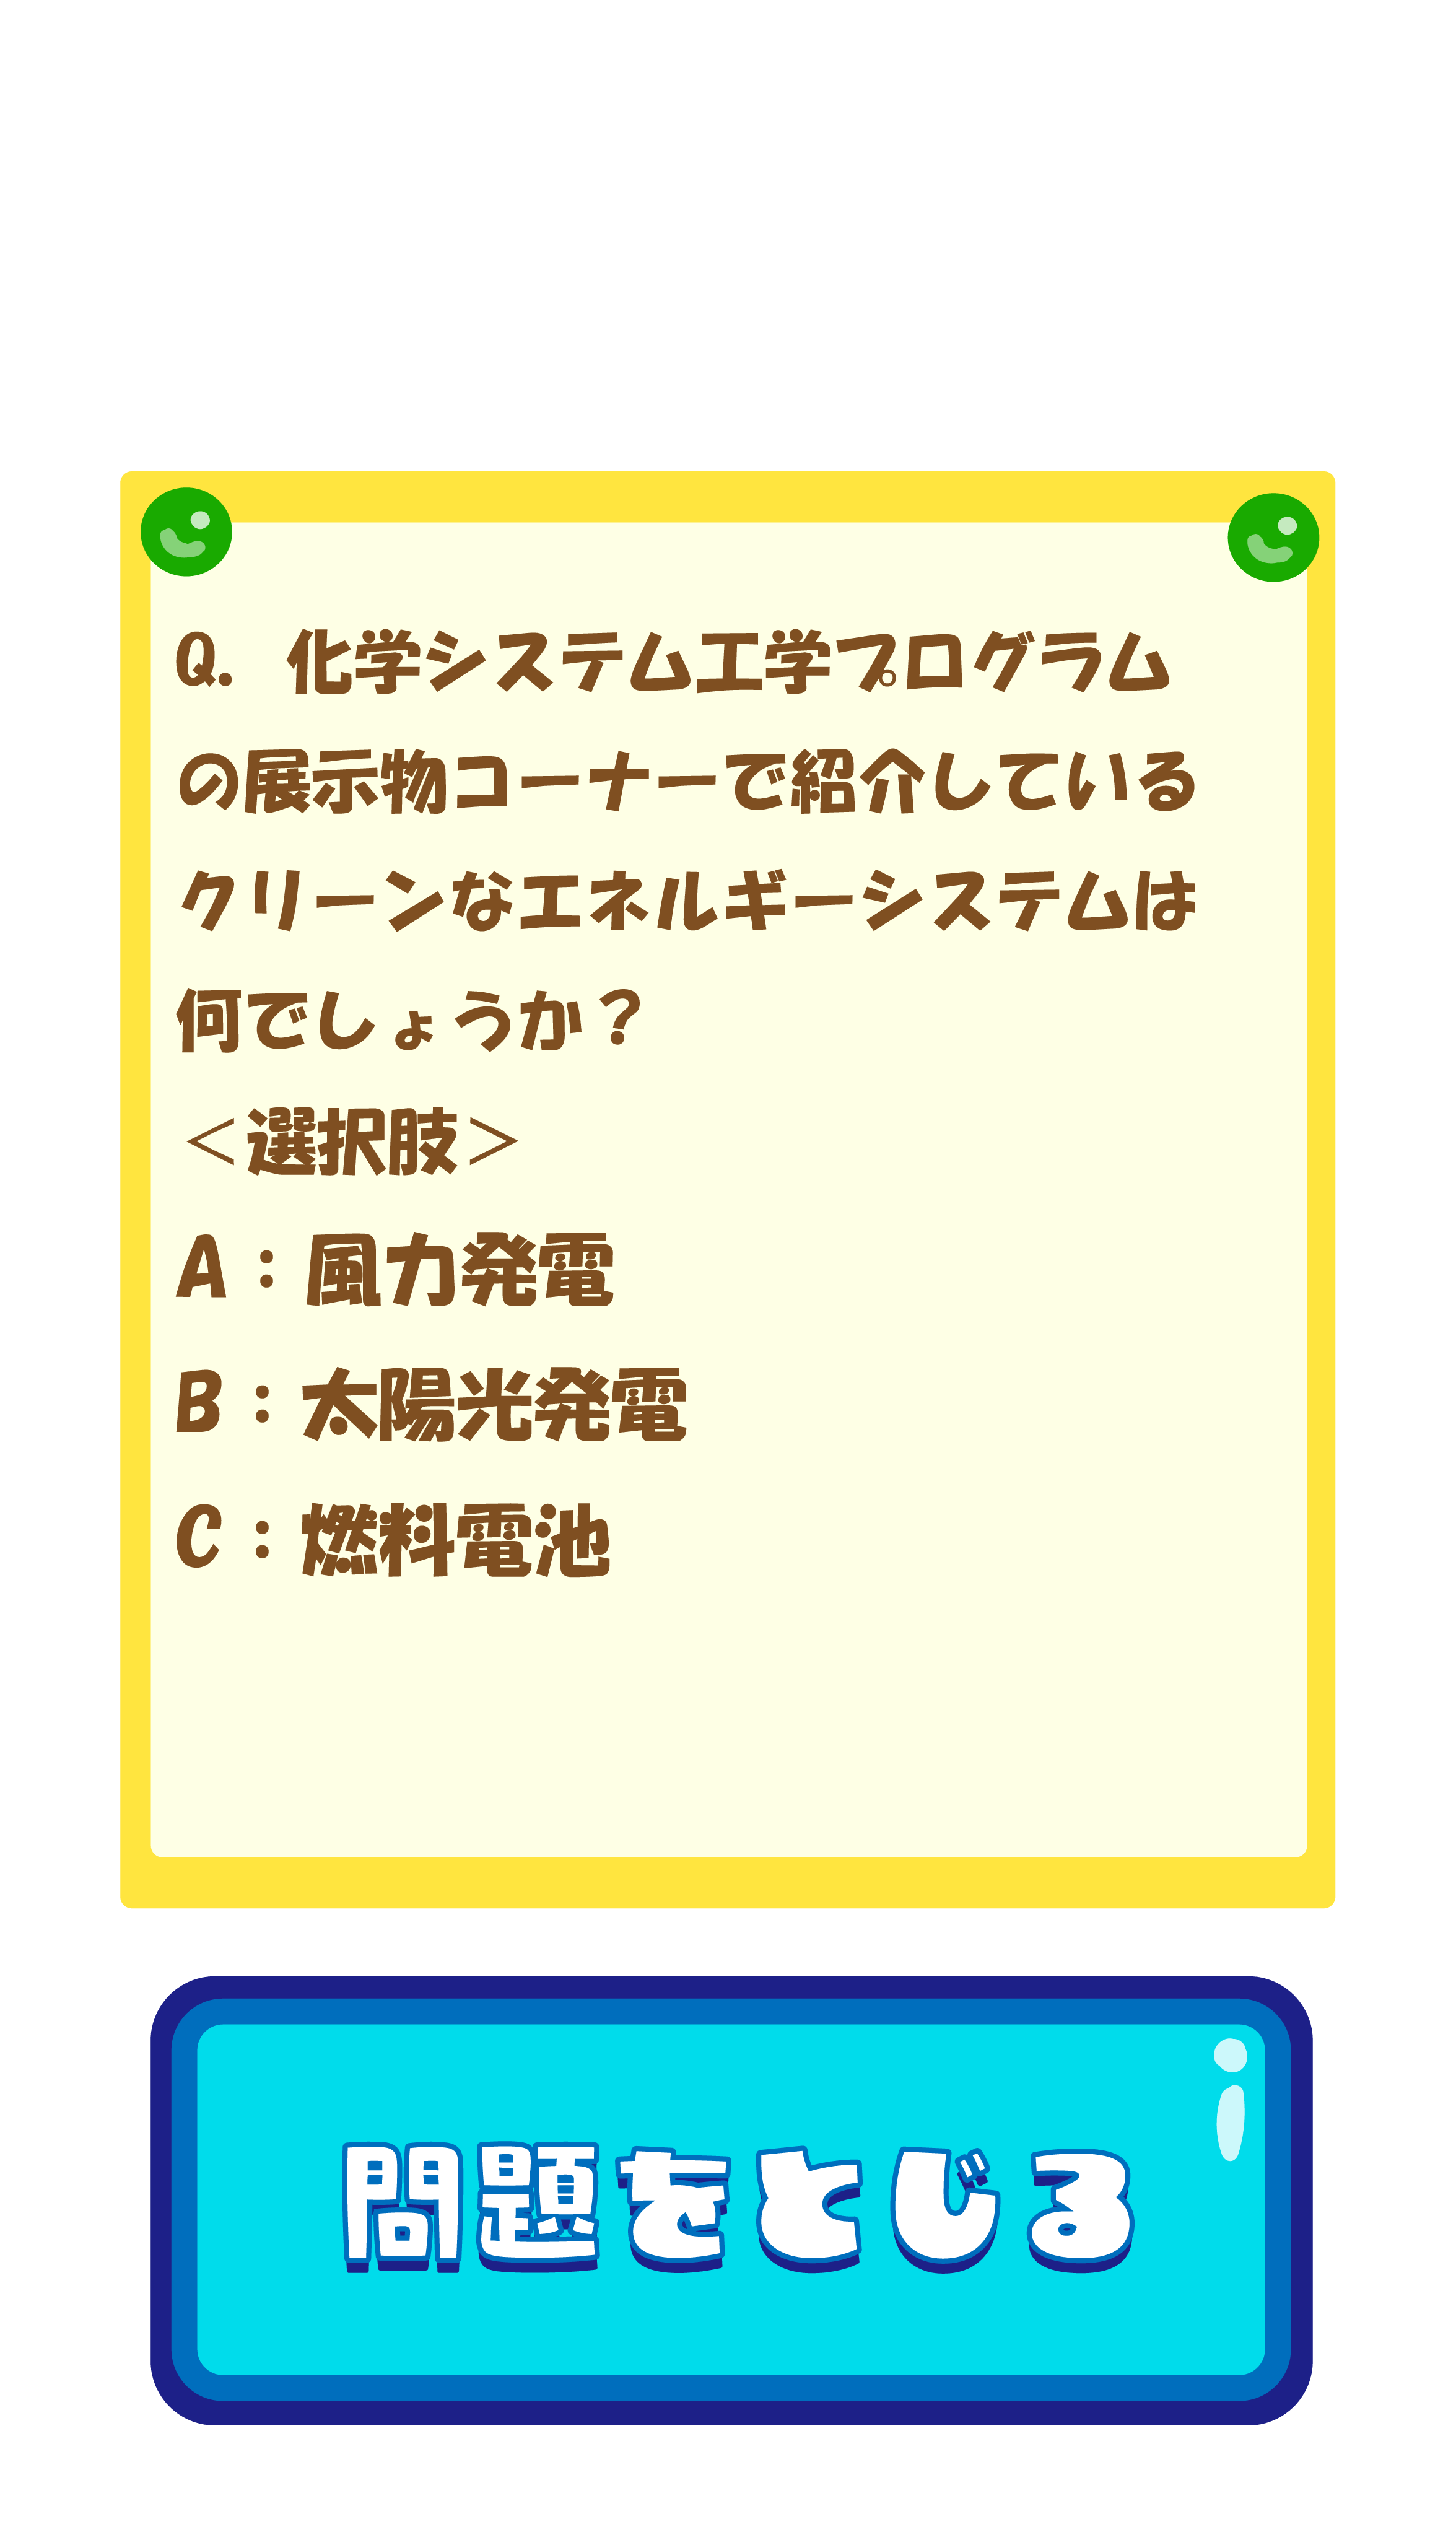 Q. 化学システム工学プログラム
の展示物コーナーで紹介している
クリーンなエネルギーシステムは
何でしょうか？
＜選択肢＞
A：風力発電
B：太陽光発電
C：燃料電池
問題をとじる